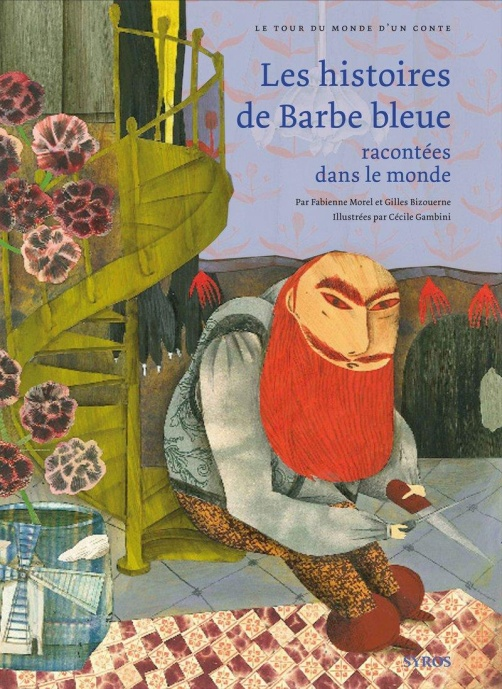 LE TOUR DU MONDE D'UN CONTE
Les histoires
de Barbe bleue
racontées
dans le monde
Par Fabienne Morel et Gilles Bizouerne
Illustrées par Cécile Gambini
SYROS